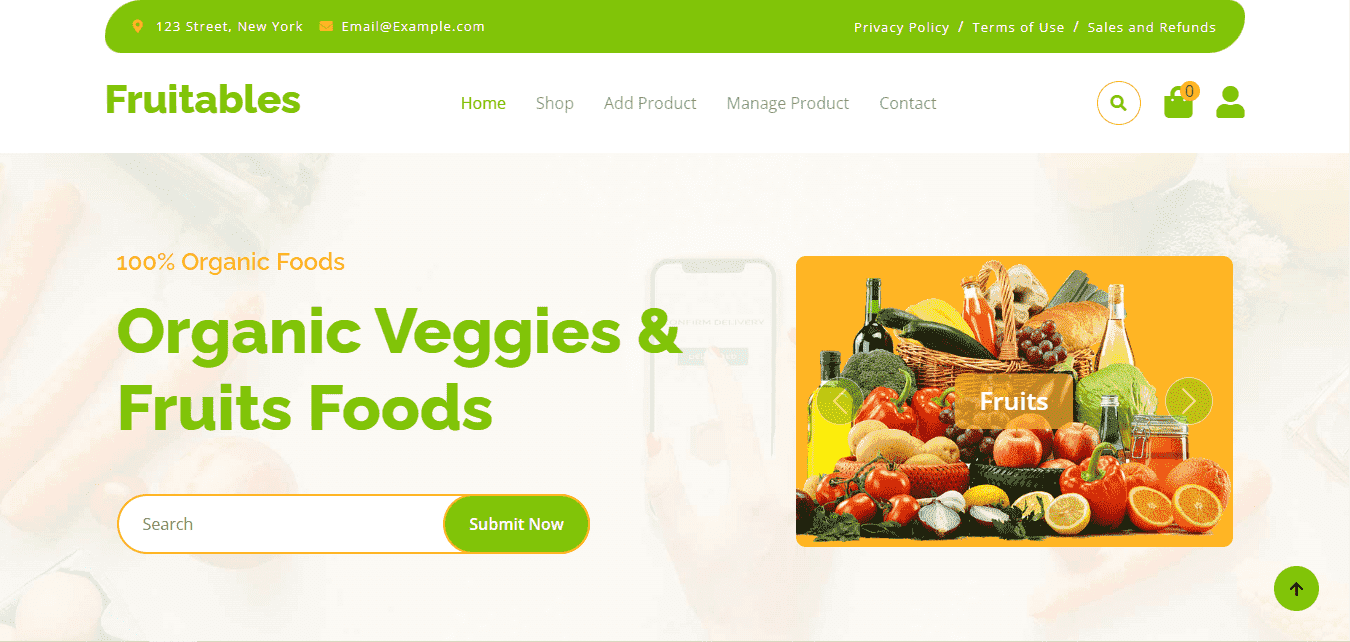 123 Street, New York Email@Example.com Privacy Policy / Terms of Use / Sales and Refunds
Fruitables Home Shop Add Product Manage Product Contact 0
100% Organic Foods
Organic Veggies &
Fruits Foods
Fruits
Search Submit Now